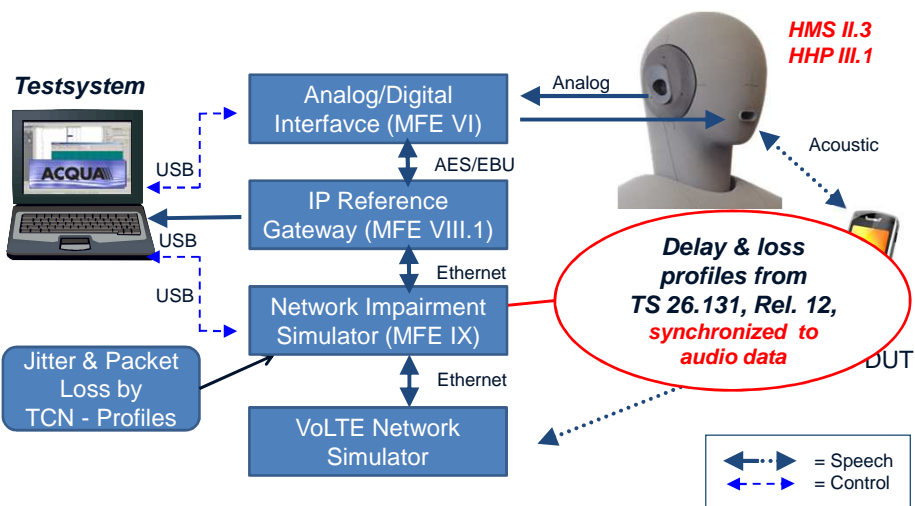 HMS II.3
HHP III.1
Testsystem
Analog/Digital
Interfavce (MFE VI)
Analog
Acoustic
USB
AES/EBU
ACQUA
IP Reference
Gateway (MFE VIII.1)
USB
Ethernet
USB
Delay & loss
profiles from
TS 26.131, Rel. 12,
synchronized to
audio data
Network Impairment
Simulator (MFE IX)
DUT
Jitter & Packet
Loss by
TCN - Profiles
Ethernet
VoLTE Network
Simulator
= Speech
= Control